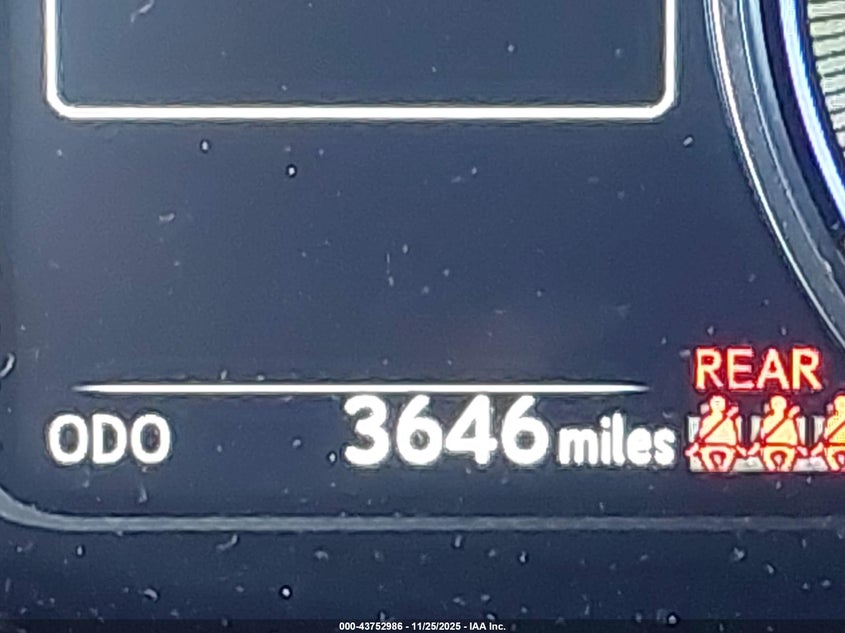 REAR
ODO 3646 miles
000-43752986 - 11/25/2025 - IAA Inc.